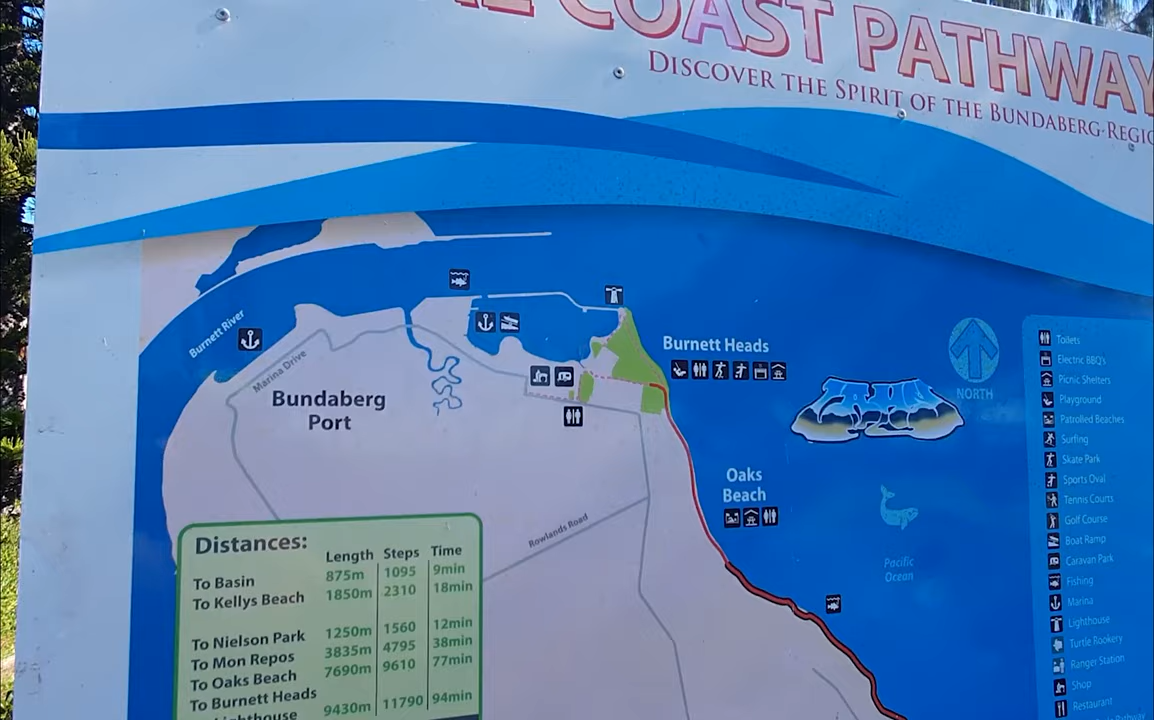 COAST PATHWAY
DISCOVER THE SPIRIT OF THE BUNDABERG REGIO
Burnett River
Marina Drive
Bundaberg
Port
Burnett Heads
NORTH
Oaks
Beach
Rowlands Road
Pacific
Ocean
Distances:
Length Steps Time
To Basin 875m 1095 9min
To Kellys Beach 1850m 2310 18min
To Nielson Park 1250m 1560 12min
To Mon Repos 3835m 4795 38min
To Oaks Beach 7690m 9610 77min
To Burnett Heads
Lighthouse 9430m 11790 94min
Toilets
Electric BBQ's
Picnic Shelters
Playground
Patrolled Beaches
Surfing
Skate Park
Sports Oval
Tennis Courts
Golf Course
Boat Ramp
Caravan Park
Fishing
Marina
Lighthouse
Turtle Rookery
Ranger Station
Shop
Restaurant
Pathway